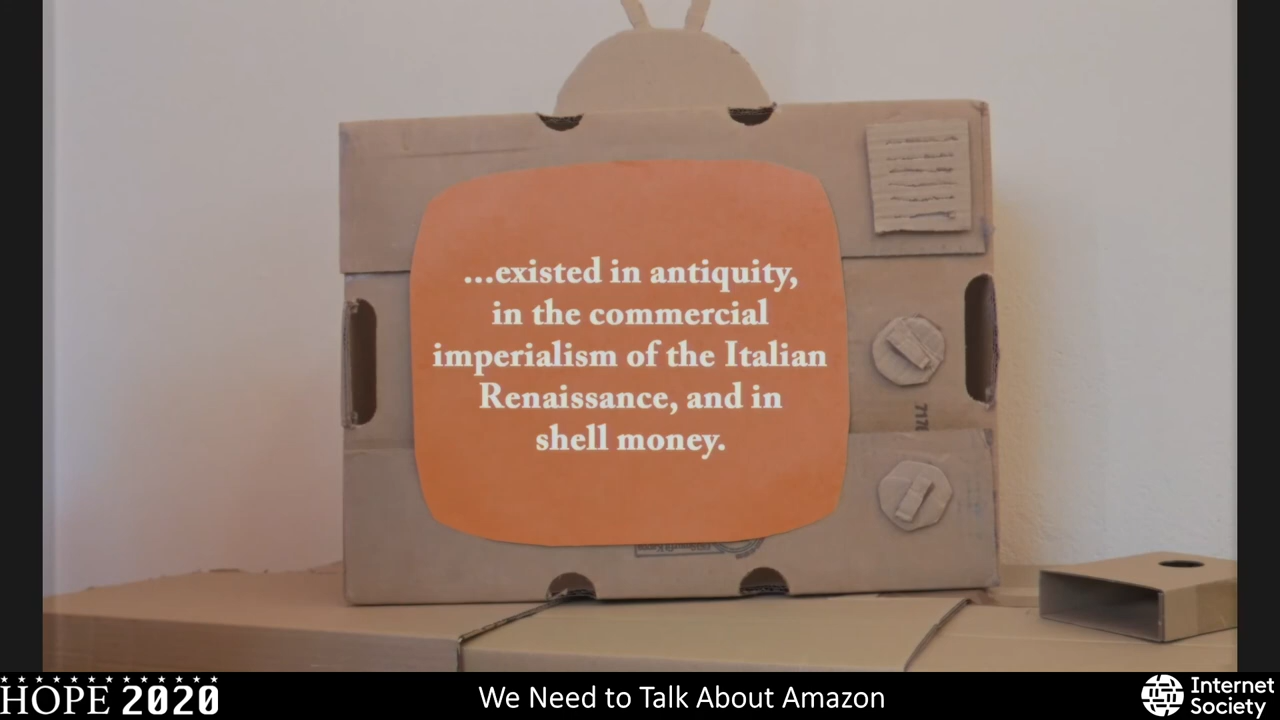 ...existed in antiquity,
in the commercial
imperialism of the Italian
Renaissance, and in
shell money.
HOPE 2020
We Need to Talk About Amazon
Internet
Society